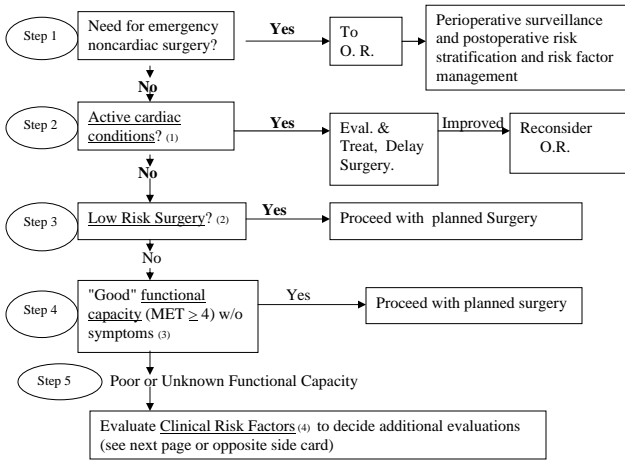 Step 1
Need for emergency
noncardiac surgery?
Yes
To
O. R.
Perioperative surveillance
and postoperative risk
stratification and risk factor
management
No
Step 2
Active cardiac
conditions? (1)
Yes
Eval. &
Treat, Delay
Surgery.
Improved
Reconsider
O.R.
No
Step 3
Low Risk Surgery? (2)
Yes
Proceed with planned Surgery
No
Step 4
"Good" functional
capacity (MET ≥ 4) w/o
symptoms (3)
Yes
Proceed with planned surgery
Step 5
Poor or Unknown Functional Capacity
Evaluate Clinical Risk Factors (4) to decide additional evaluations
(see next page or opposite side card)